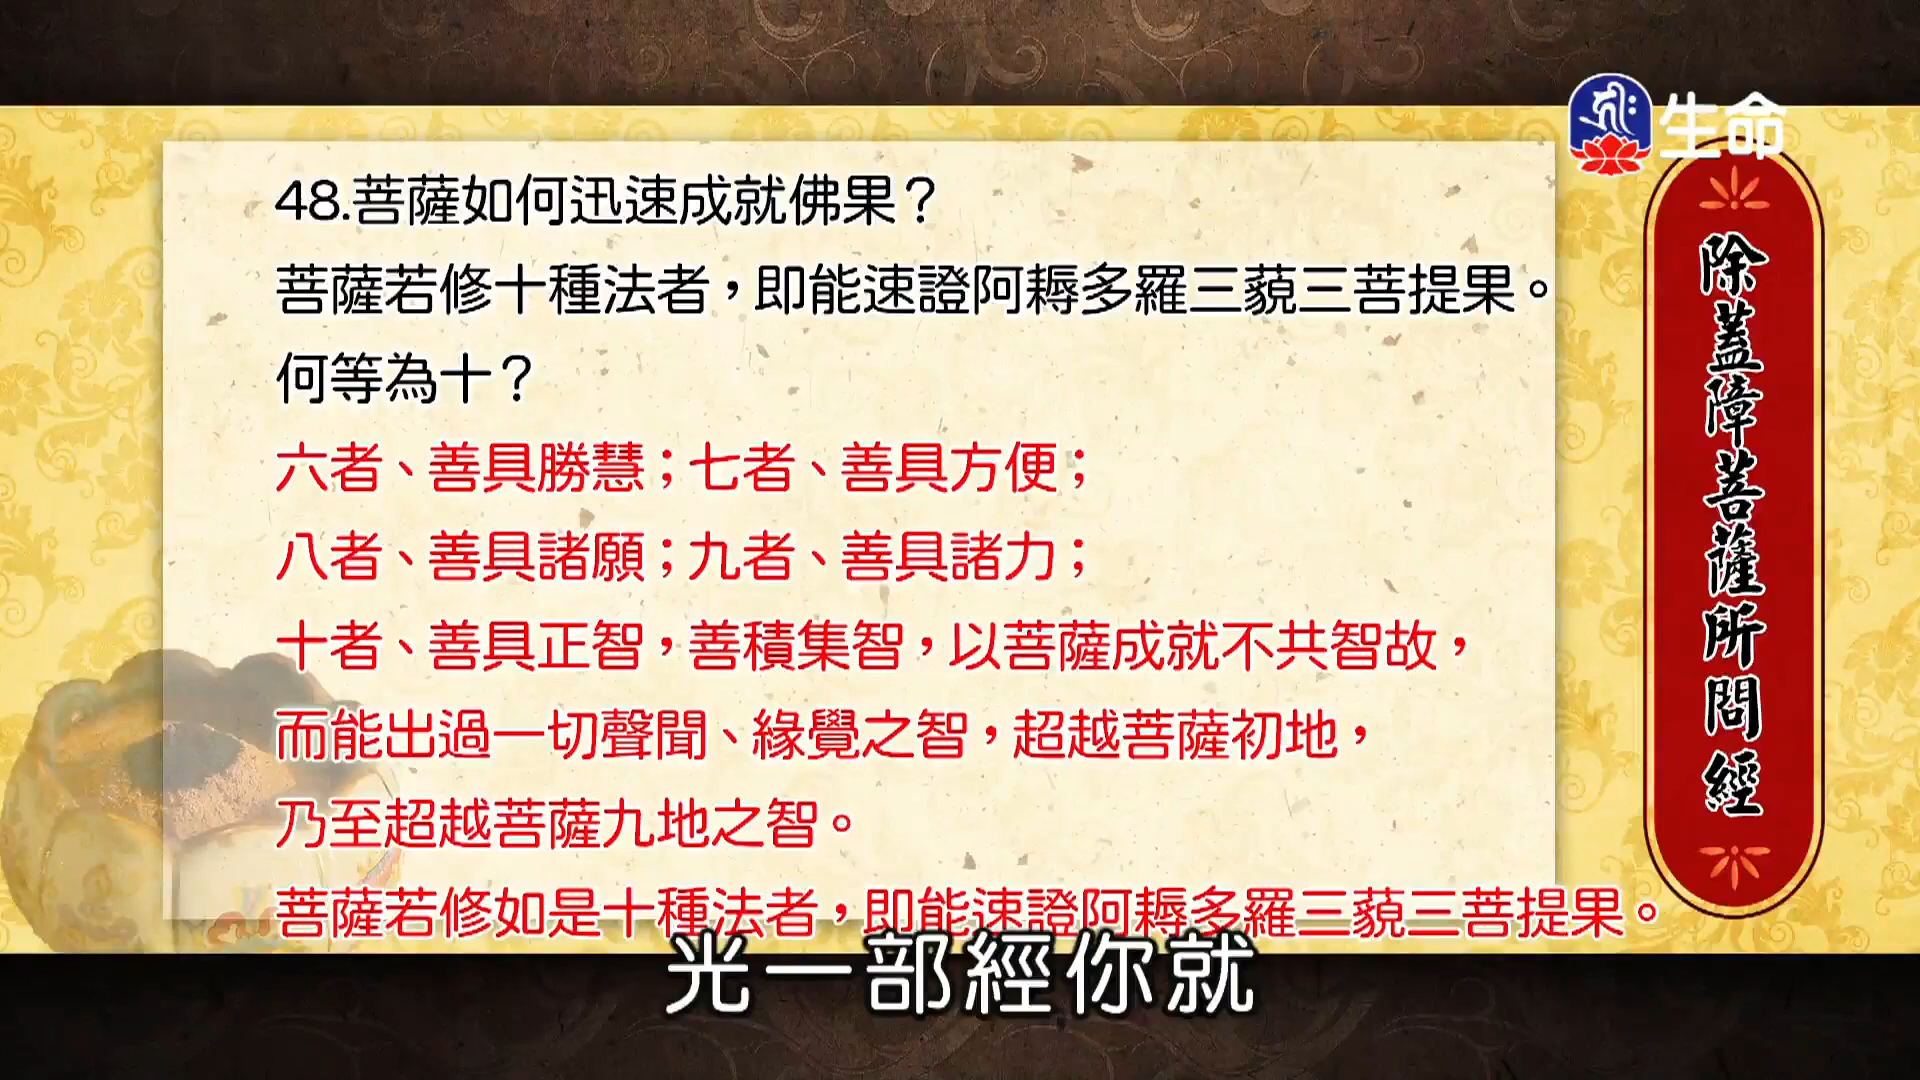 生命
48.菩薩如何迅速成就佛果？
菩薩若修十種法者，即能速證阿耨多羅三藐三菩提果。
何等為十？
六者、善具勝慧；七者、善具方便；
八者、善具諸願；九者、善具諸力；
十者、善具正智，善積集智，以菩薩成就不共智故，
而能出過一切聲聞、緣覺之智，超越菩薩初地，
乃至超越菩薩九地之智。
菩薩若修如是十種法者，即能速證阿耨多羅三藐三菩提果。
除蓋障菩薩所問經
光一部經你就